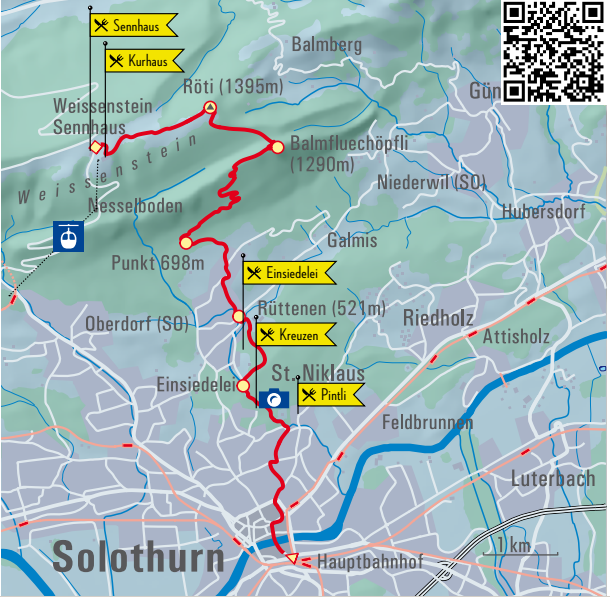 Sennhaus
Kurhaus
Balmberg
Röti (1395m)
Gün
Weissenstein
Sennhaus
Balmfluechöpfli
(1290m)
Weissenstein
Niederwil (SO)
Nesselboden
Hubersdorf
Galmis
Punkt 698m
Einsiedelei
Rüttenen (521m)
Riedholz
Oberdorf (SO)
Kreuzen
Attisholz
St. Niklaus
Einsiedelei
Pintli
Feldbrunnen
Luterbach
Solothurn
Hauptbahnhof
1 km